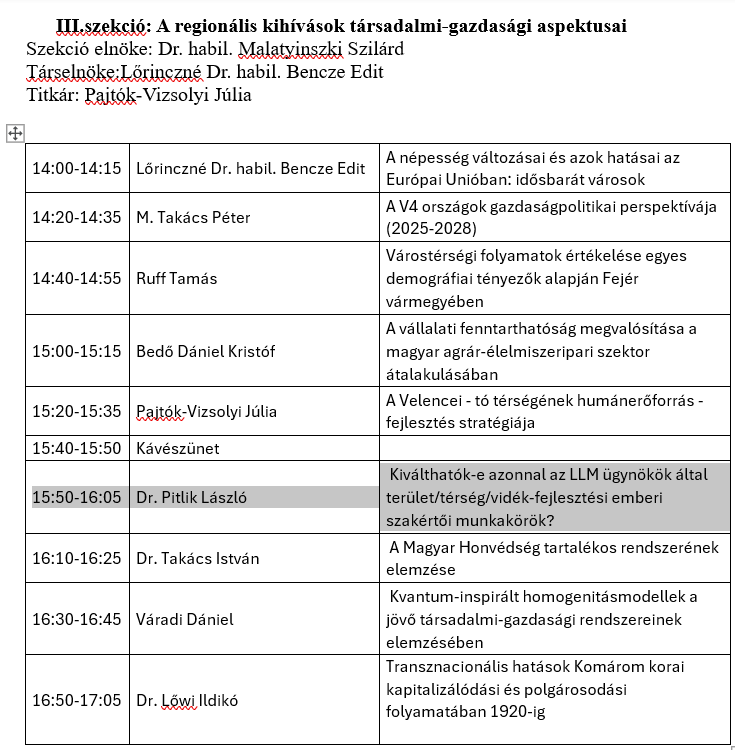 III.szekció: A regionális kihívások társadalmi-gazdasági aspektusai
Szekció elnöke: Dr. habil. Malatyinszki Szilárd
Társelnöke:Lőrinczné Dr. habil. Bencze Edit
Titkár: Pajtók-Vizsolyi Júlia
14:00-14:15 Lőrinczné Dr. habil. Bencze Edit A népesség változásai és azok hatásai az
Európai Unióban: idősbarát városok
14:20-14:35 M. Takács Péter A V4 országok gazdaságpolitikai perspektívája
(2025-2028)
14:40-14:55 Ruff Tamás Várostérségi folyamatok értékelése egyes
demográfiai tényezők alapján Fejér
vármegyében
15:00-15:15 Bedő Dániel Kristóf A vállalati fenntarthatóság megvalósítása a
magyar agrár-élelmiszeripari szektor
átalakulásában
15:20-15:35 Pajtók-Vizsolyi Júlia A Velencei - tó térségének humánerőforrás -
fejlesztés stratégiája
15:40-15:50 Kávészünet
15:50-16:05 Dr. Pitlik László Kiválthatók-e azonnal az LLM ügynökök által
terület/térség/vidék-fejlesztési emberi
szakértői munkakörök?
16:10-16:25 Dr. Takács István A Magyar Honvédség tartalékos rendszerének
elemzése
16:30-16:45 Váradi Dániel Kvantum-inspirált homogenitásmodellek a
jövő társadalmi-gazdasági rendszereinek
elemzésében
16:50-17:05 Dr. Lőwi Ildikó Transznacionális hatások Komárom korai
kapitalizálódási és polgárosodási
folyamatában 1920-ig